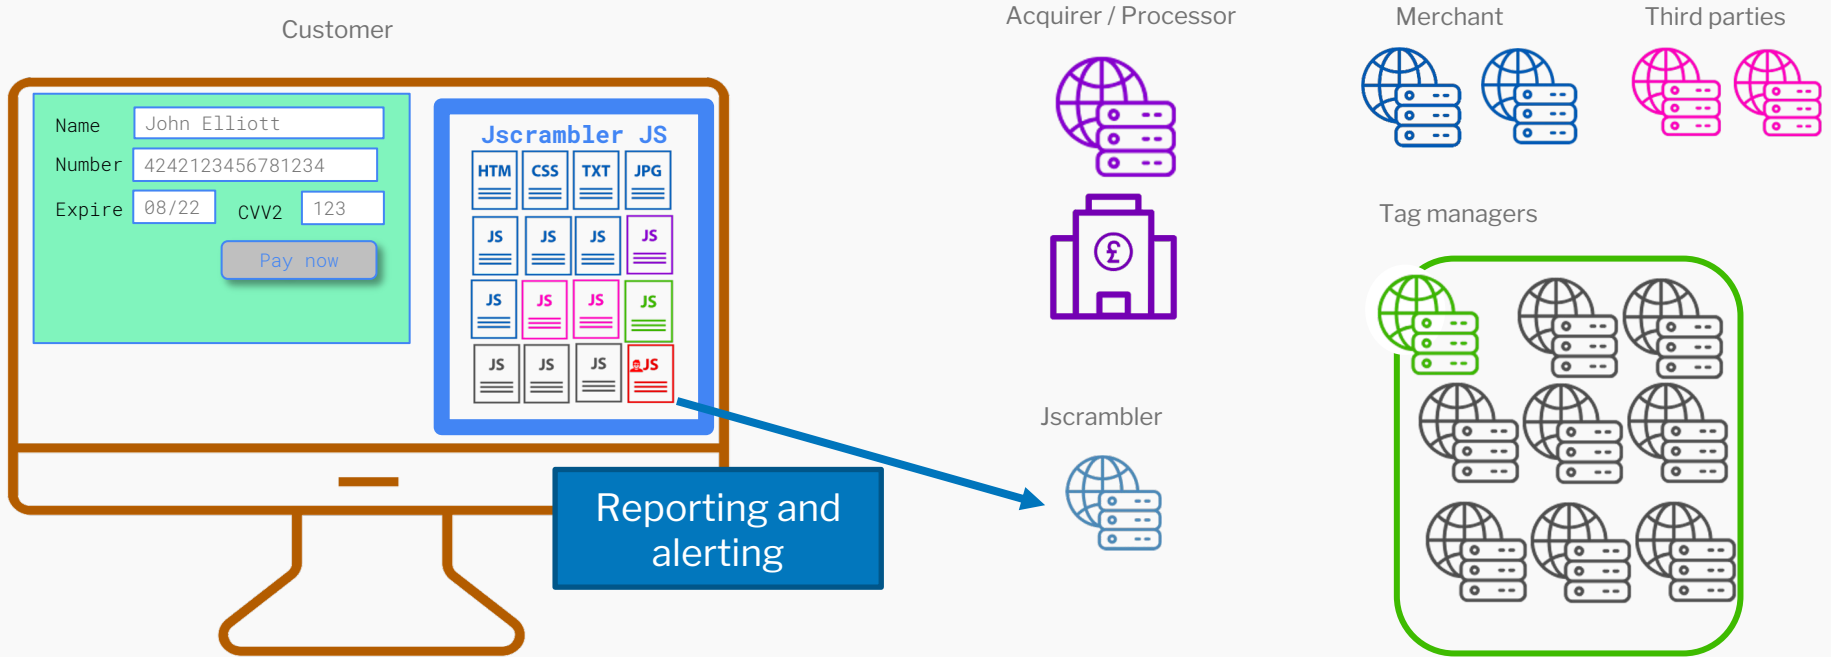 Customer
Acquirer / Processor
Merchant
Third parties
Name
John Elliott
Number
4242123456781234
Expire
08/22
CVV2
123
Pay now
Jscrambler JS
HTM
CSS
TXT
JPG
JS
JS
JS
JS
JS
JS
JS
JS
JS
JS
JS
JS
£
Tag managers
Jscrambler
Reporting and
alerting